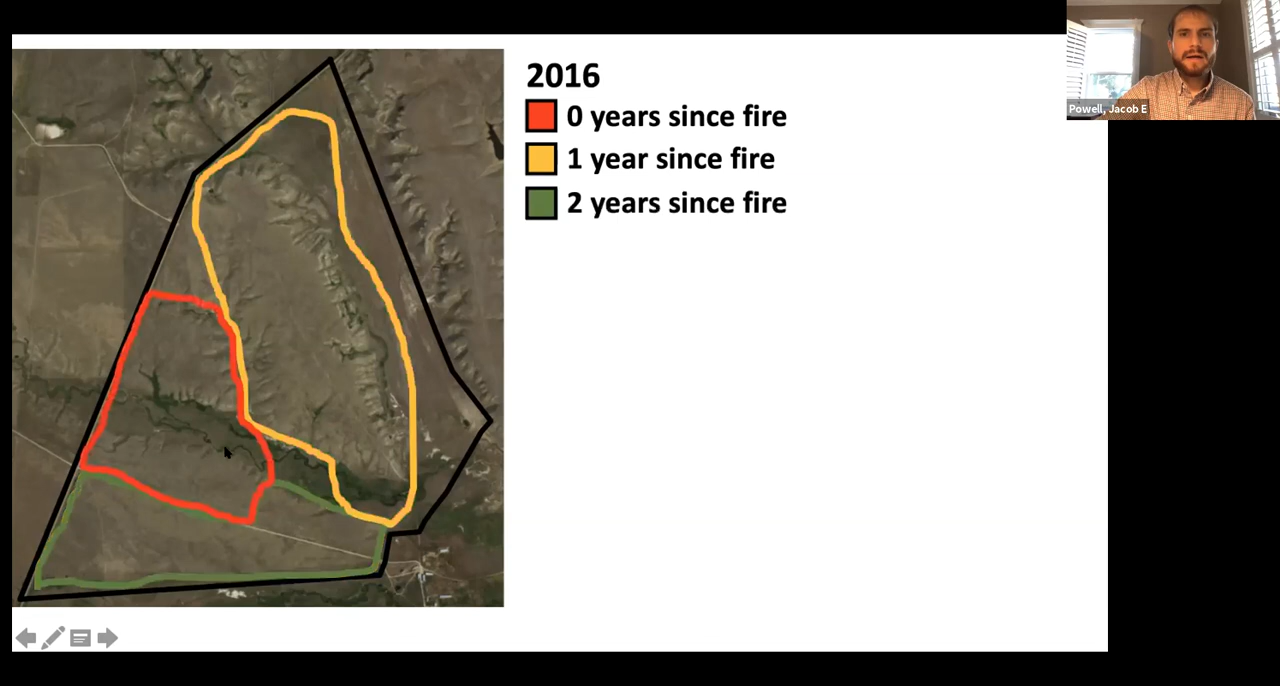 2016
0 years since fire
1 year since fire
2 years since fire
Powell, Jacob E